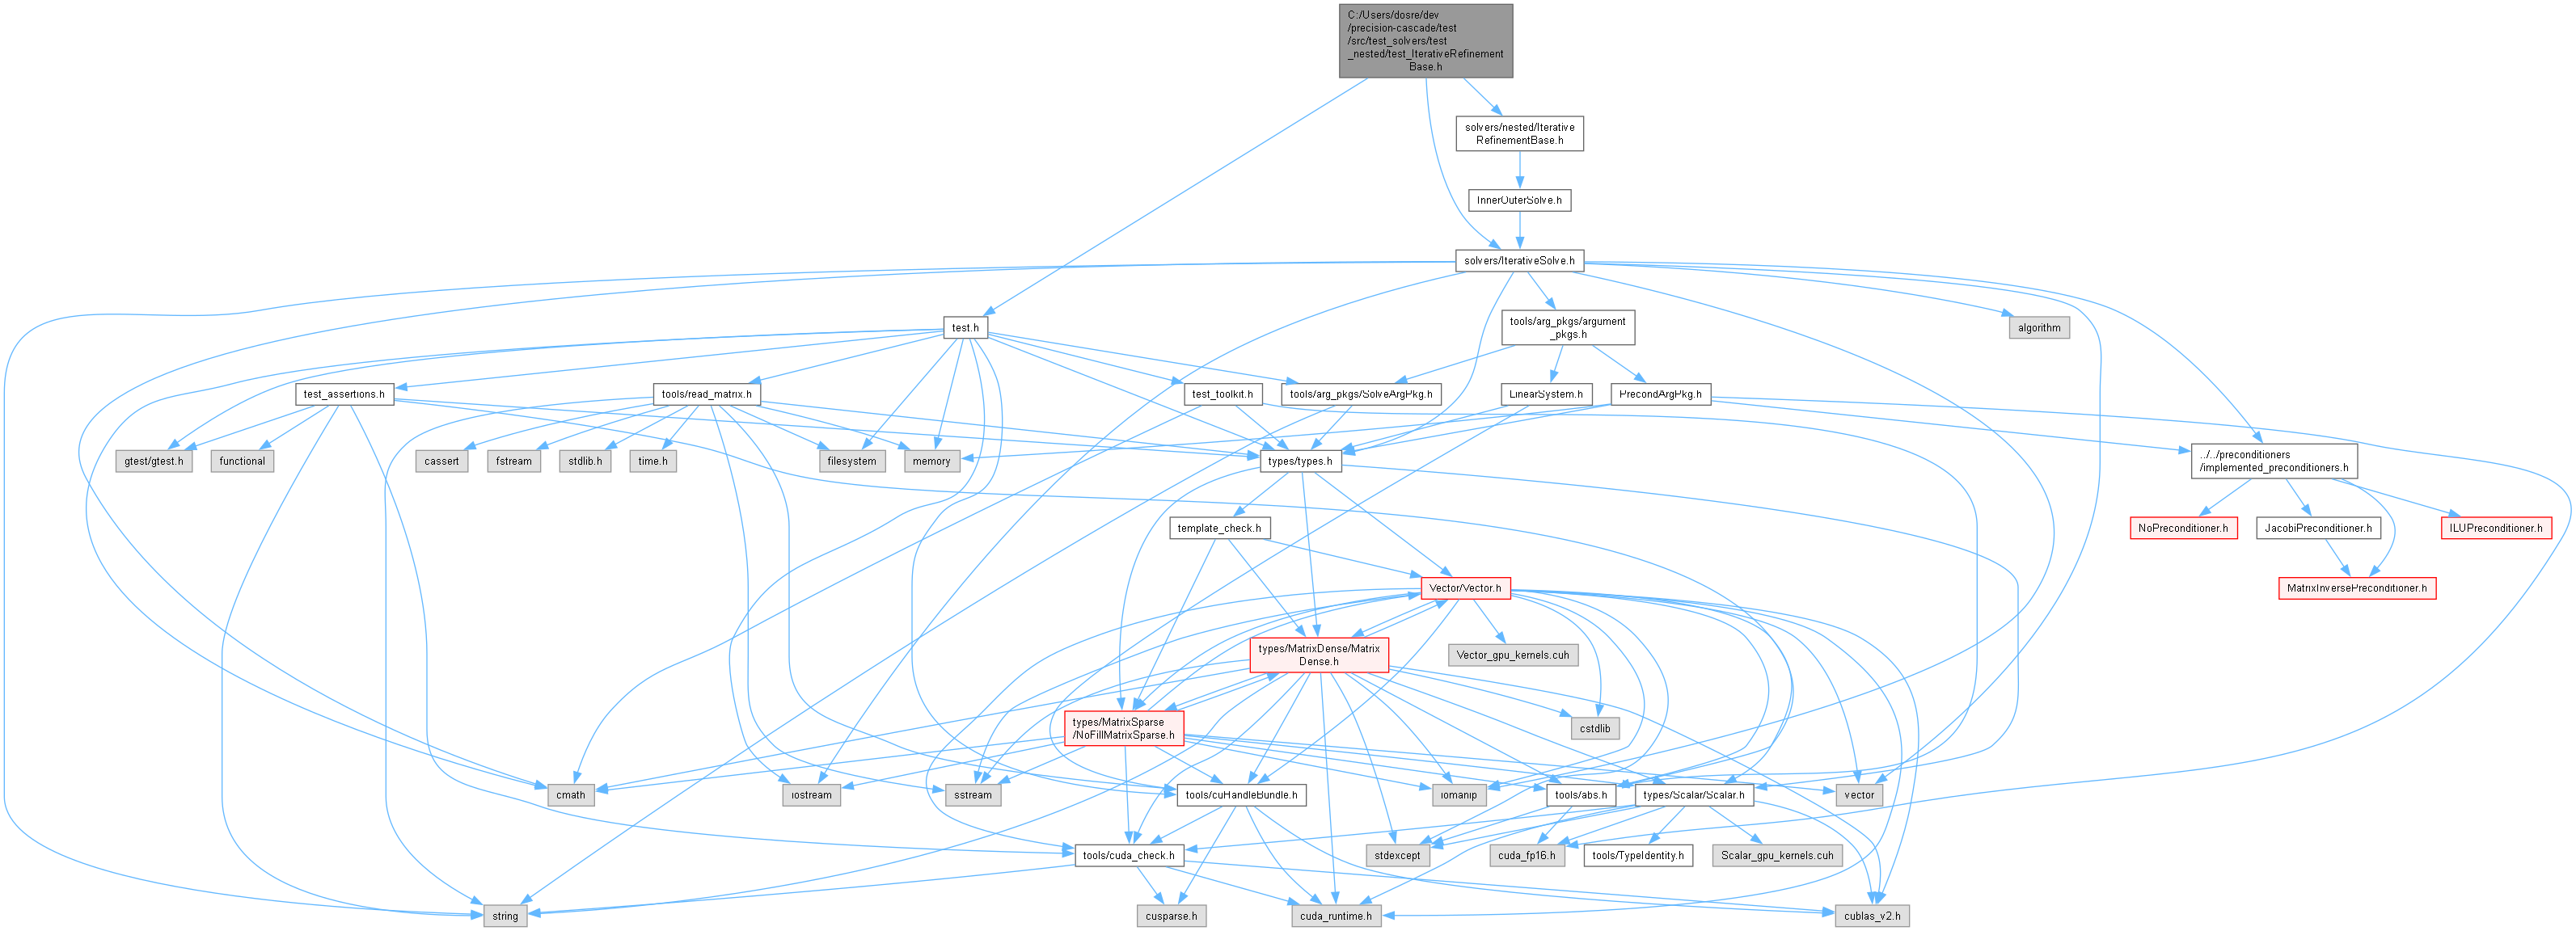 C:/Users/dosre/dev
/precision-cascade/test
/src/test_solvers/test
_nested/test_IterativeRefinement
Base.h
solvers/nested/Iterative
RefinementBase.h
InnerOuterSolve.h
solvers/IterativeSolve.h
test.h
tools/arg_pkgs/argument
_pkgs.h
algorithm
test_assertions.h
tools/read_matrix.h
test_toolkit.h
tools/arg_pkgs/SolveArgPkg.h
LinearSystem.h
PrecondArgPkg.h
gtest/gtest.h
functional
cassert
fstream
stdlib.h
time.h
filesystem
memory
types/types.h
../../preconditioners
/implemented_preconditioners.h
template_check.h
NoPreconditioner.h
JacobiPreconditioner.h
ILUPreconditioner.h
Vector/Vector.h
MatrixInversePreconditioner.h
types/MatrixDense/Matrix
Dense.h
Vector_gpu_kernels.cuh
types/MatrixSparse
/NoFillMatrixSparse.h
cstdlib
cmath
iostream
sstream
tools/cuHandleBundle.h
iomanip
tools/abs.h
types/Scalar/Scalar.h
vector
tools/cuda_check.h
stdexcept
cuda_fp16.h
tools/TypeIdentity.h
Scalar_gpu_kernels.cuh
string
cusparse.h
cuda_runtime.h
cublas_v2.h